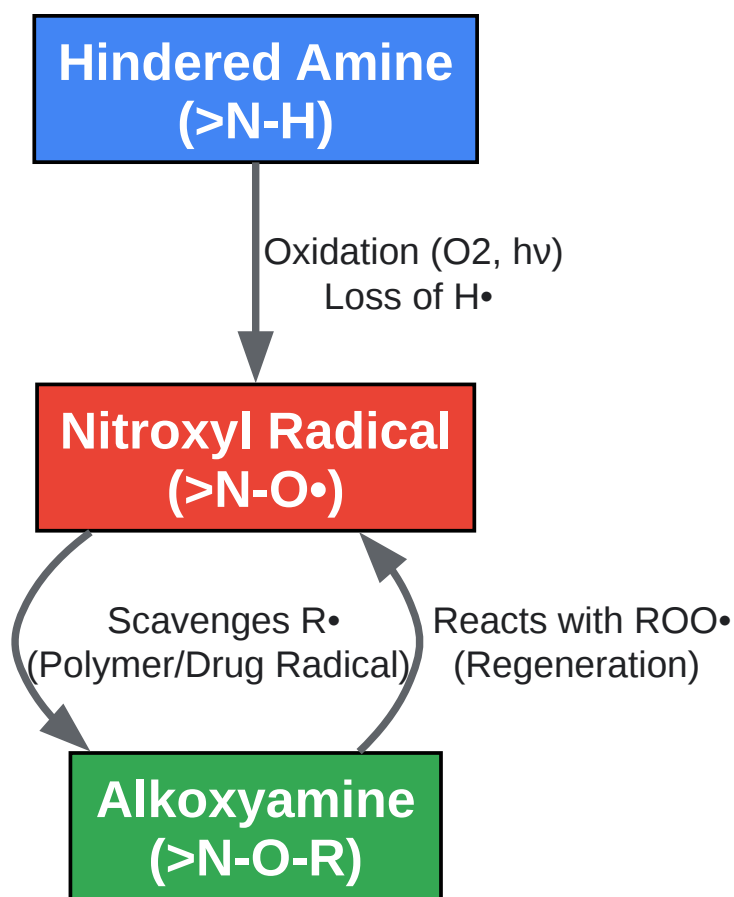 Hindered Amine
(>N-H)
Oxidation (O2, hν)
Loss of H•
Nitroxyl Radical
(>N-O•)
Scavenges R•
(Polymer/Drug Radical)
Reacts with ROO•
(Regeneration)
Alkoxyamine
(>N-O-R)